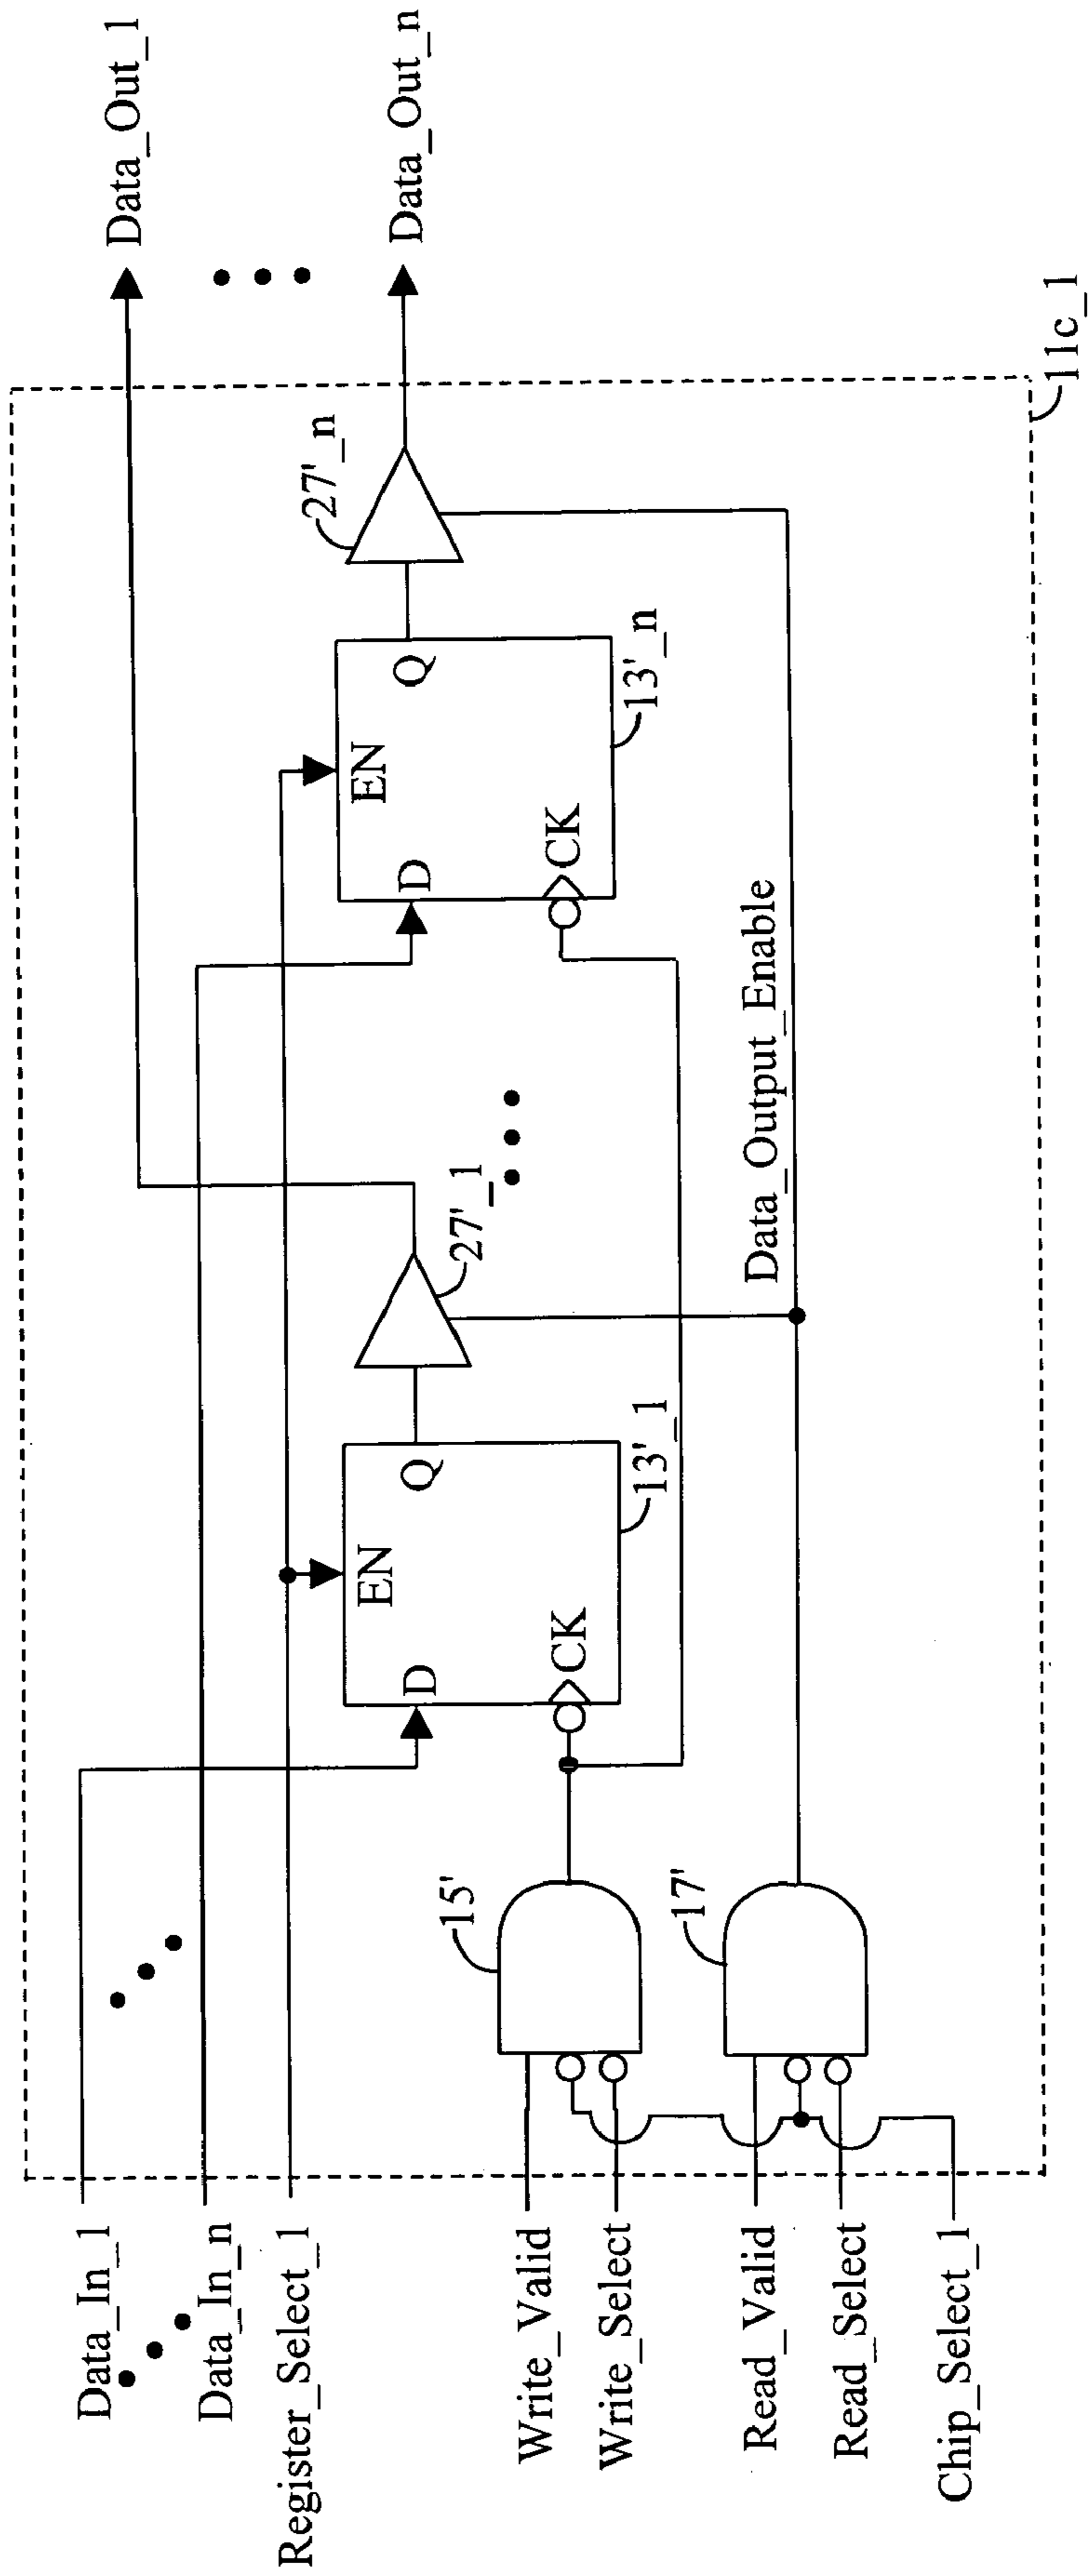 Data_In_1
Data_In_n
Register_Select_1
Write_Valid
Write_Select
Read_Valid
Read_Select
Chip_Select_1
15'
17'
D
EN
Q
CK
13'_1
27'_1
Data_Output_Enable
D
EN
Q
CK
13'_n
27'_n
11c_1
Data_Out_1
Data_Out_n